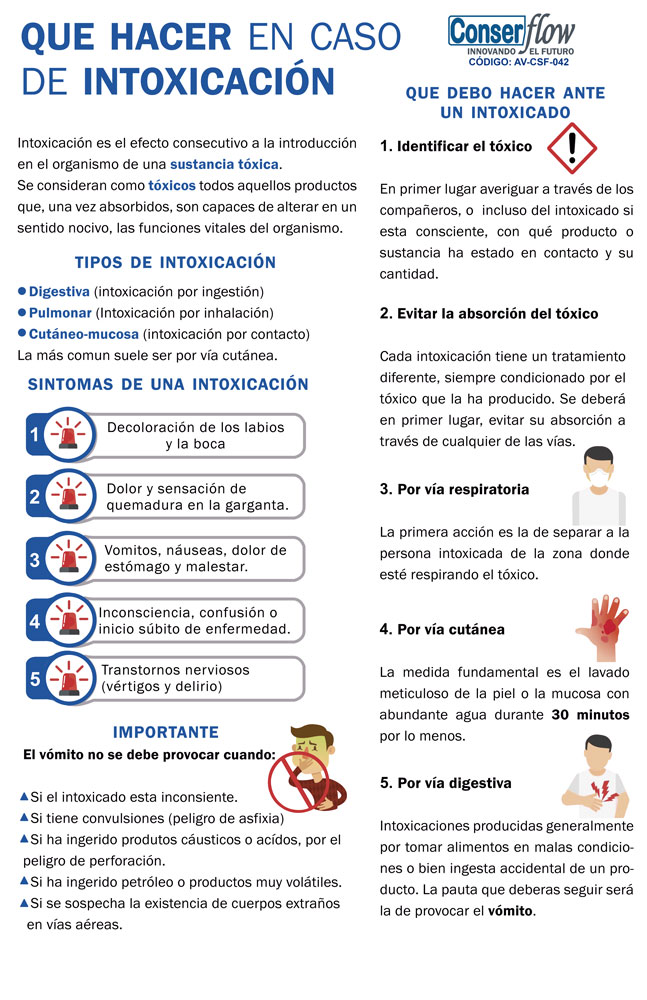 QUE HACER EN CASO
DE INTOXICACIÓN
Conserflow
INNOVANDO EL FUTURO
CÓDIGO: AV-CSF-042
Intoxicación es el efecto consecutivo a la introducción
en el organismo de una sustancia tóxica.
Se consideran como tóxicos todos aquellos productos
que, una vez absorbidos, son capaces de alterar en un
sentido nocivo, las funciones vitales del organismo.
TIPOS DE INTOXICACIÓN
Digestiva (intoxicación por ingestión)
Pulmonar (Intoxicación por inhalación)
Cutáneo-mucosa (intoxicación por contacto)
La más comun suele ser por vía cutánea.
SINTOMAS DE UNA INTOXICACIÓN
1 Decoloración de los labios
y la boca
2 Dolor y sensación de
quemadura en la garganta.
3 Vomitos, náuseas, dolor de
estómago y malestar.
4 Inconsciencia, confusión o
inicio súbito de enfermedad.
5 Transtornos nerviosos
(vértigos y delirio)
IMPORTANTE
El vómito no se debe provocar cuando:
Si el intoxicado esta inconsiente.
Si tiene convulsiones (peligro de asfixia)
Si ha ingerido produtos cáusticos o acídos, por el
peligro de perforación.
Si ha ingerido petróleo o productos muy volátiles.
Si se sospecha la existencia de cuerpos extraños
en vías aéreas.
QUE DEBO HACER ANTE
UN INTOXICADO
1. Identificar el tóxico
!
En primer lugar averiguar a través de los
compañeros, o incluso del intoxicado si
esta consciente, con qué producto o
sustancia ha estado en contacto y su
cantidad.
2. Evitar la absorción del tóxico
Cada intoxicación tiene un tratamiento
diferente, siempre condicionado por el
tóxico que la ha producido. Se deberá
en primer lugar, evitar su absorción a
través de cualquier de las vías.
3. Por vía respiratoria
La primera acción es la de separar a la
persona intoxicada de la zona donde
esté respirando el tóxico.
4. Por vía cutánea
La medida fundamental es el lavado
meticuloso de la piel o la mucosa con
abundante agua durante 30 minutos
por lo menos.
5. Por vía digestiva
Intoxicaciones producidas generalmente
por tomar alimentos en malas condicio-
nes o bien ingesta accidental de un pro-
ducto. La pauta que deberas seguir será
la de provocar el vómito.